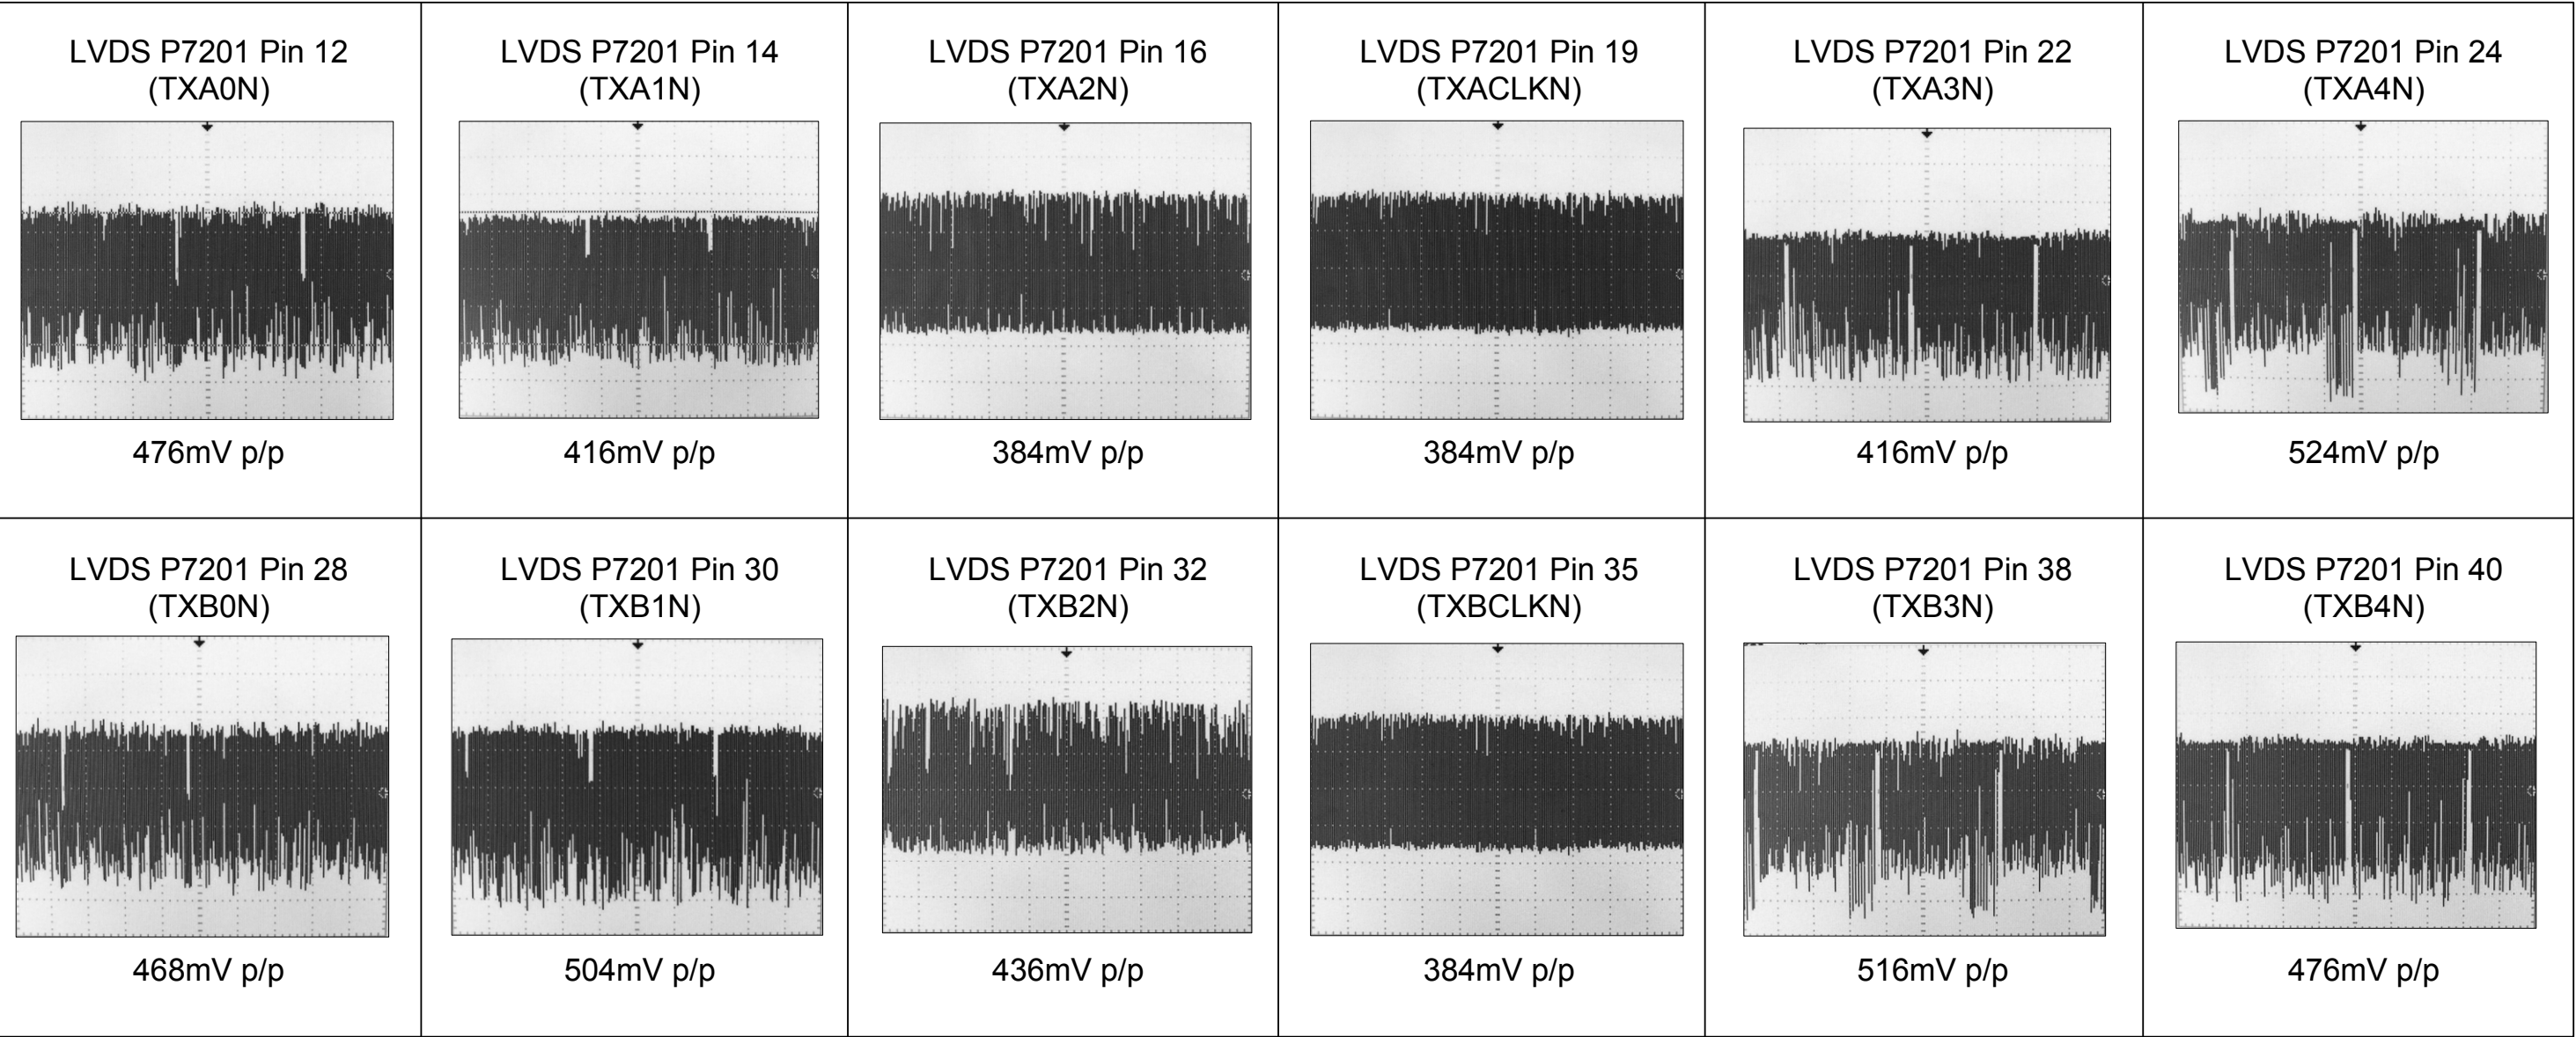 LVDS P7201 Pin 12
(TXA0N)
476mV p/p
LVDS P7201 Pin 14
(TXA1N)
416mV p/p
LVDS P7201 Pin 16
(TXA2N)
384mV p/p
LVDS P7201 Pin 19
(TXACLKN)
384mV p/p
LVDS P7201 Pin 22
(TXA3N)
416mV p/p
LVDS P7201 Pin 24
(TXA4N)
524mV p/p
LVDS P7201 Pin 28
(TXB0N)
468mV p/p
LVDS P7201 Pin 30
(TXB1N)
504mV p/p
LVDS P7201 Pin 32
(TXB2N)
436mV p/p
LVDS P7201 Pin 35
(TXBCLKN)
384mV p/p
LVDS P7201 Pin 38
(TXB3N)
516mV p/p
LVDS P7201 Pin 40
(TXB4N)
476mV p/p